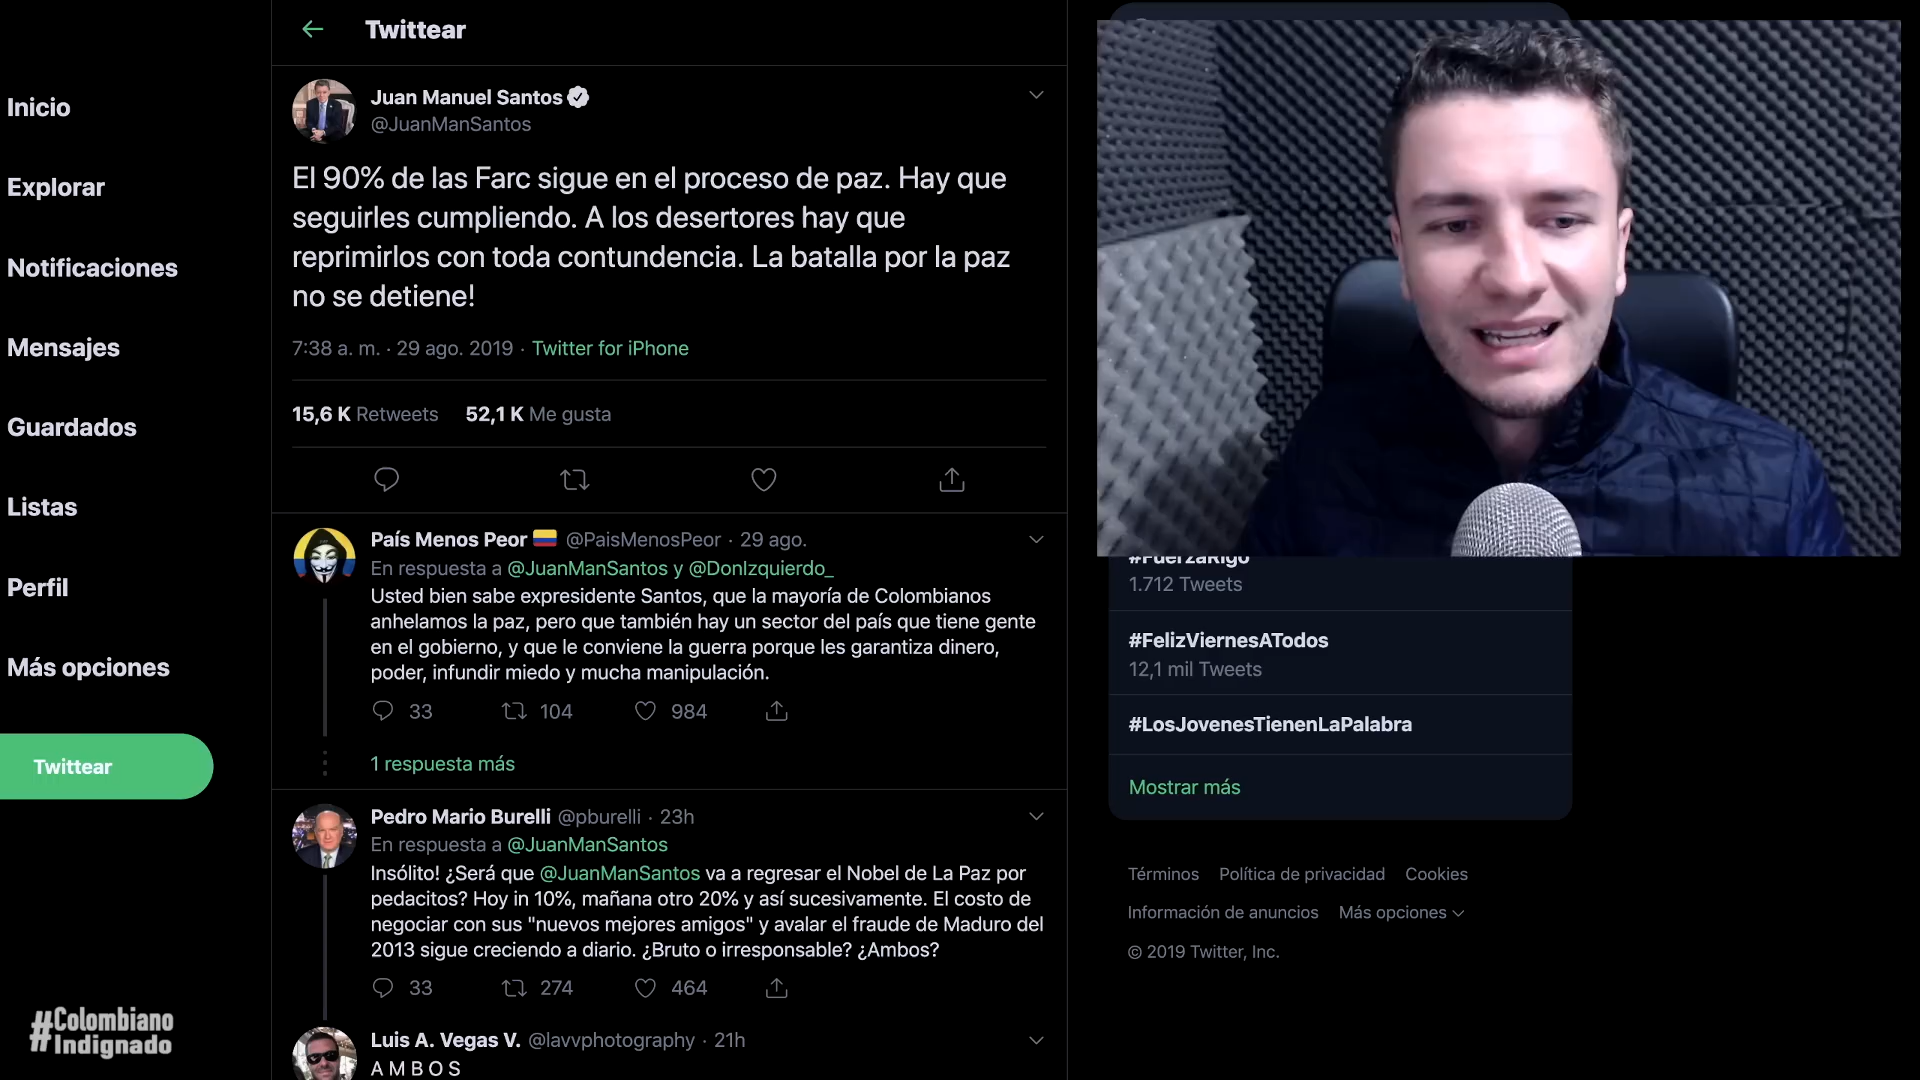 Twittear
Inicio
Explorar
Notificaciones
Mensajes
Guardados
Listas
Perfil
Más opciones
Twittear
#Colombiano
Indignado
Juan Manuel Santos
@JuanManSantos
El 90% de las Farc sigue en el proceso de paz. Hay que
seguirles cumpliendo. A los desertores hay que
reprimirlos con toda contundencia. La batalla por la paz
no se detiene!
7:38 a. m. · 29 ago. 2019 · Twitter for iPhone
15,6 K Retweets 52,1 K Me gusta
País Menos Peor @PaisMenosPeor · 29 ago.
En respuesta a @JuanManSantos y @DonIzquierdo_
Usted bien sabe expresidente Santos, que la mayoría de Colombianos
anhelamos la paz, pero que también hay un sector del país que tiene gente
en el gobierno, y que le conviene la guerra porque les garantiza dinero,
poder, infundir miedo y mucha manipulación.
33 104 984
1 respuesta más
Pedro Mario Burelli @pburelli · 23h
En respuesta a @JuanManSantos
Insólito! ¿Será que @JuanManSantos va a regresar el Nobel de La Paz por
pedacitos? Hoy in 10%, mañana otro 20% y así sucesivamente. El costo de
negociar con sus "nuevos mejores amigos" y avalar el fraude de Maduro del
2013 sigue creciendo a diario. ¿Bruto o irresponsable? ¿Ambos?
33 274 464
Luis A. Vegas V. @lavvphotography · 21h
A M B O S
#FuerzaRigo
1.712 Tweets
#FelizViernesATodos
12,1 mil Tweets
#LosJovenesTienenLaPalabra
Mostrar más
Términos Política de privacidad Cookies
Información de anuncios Más opciones
© 2019 Twitter, Inc.